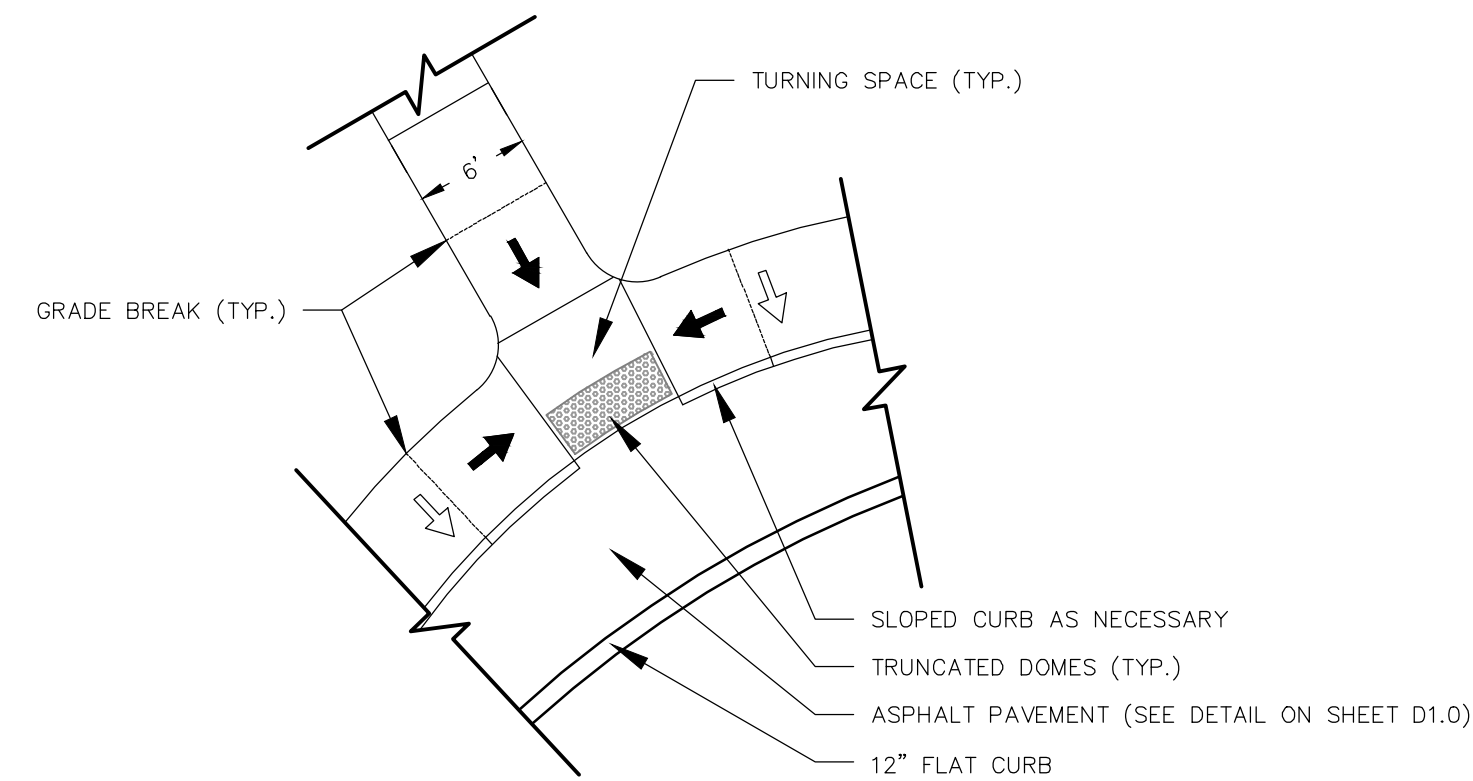 TURNING SPACE (TYP.)
6'
GRADE BREAK (TYP.)
SLOPED CURB AS NECESSARY
TRUNCATED DOMES (TYP.)
ASPHALT PAVEMENT (SEE DETAIL ON SHEET D1.0)
12" FLAT CURB